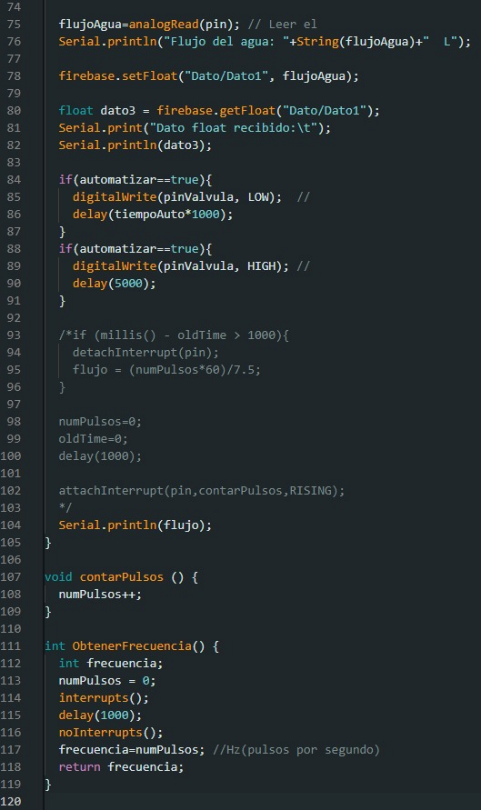 74
75 flujoAgua=analogRead(pin); // Leer el
76 Serial.println("Flujo del agua: "+String(flujoAgua)+"  L");
77
78 firebase.setFloat("Dato/Dato1", flujoAgua);
79
80 float dato3 = firebase.getFloat("Dato/Dato1");
81 Serial.print("Dato float recibido:\t");
82 Serial.println(dato3);
83
84 if(automatizar==true){
85 digitalWrite(pinValvula, LOW);  //
86 delay(tiempoAuto*1000);
87 }
88 if(automatizar==true){
89 digitalWrite(pinValvula, HIGH); //
90 delay(5000);
91 }
92
93 /*if (millis() - oldTime > 1000){
94 detachInterrupt(pin);
95 flujo = (numPulsos*60)/7.5;
96 }
97
98 numPulsos=0;
99 oldTime=0;
100 delay(1000);
101
102 attachInterrupt(pin,contarPulsos,RISING);
103 */
104 Serial.println(flujo);
105 }
106
107 void contarPulsos () {
108 numPulsos++;
109 }
110
111 int ObtenerFrecuencia() {
112 int frecuencia;
113 numPulsos = 0;
114 interrupts();
115 delay(1000);
116 noInterrupts();
117 frecuencia=numPulsos; //Hz(pulsos por segundo)
118 return frecuencia;
119 }
120